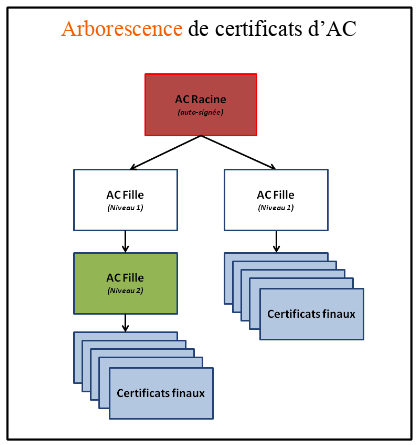 Arborescence de certificats d'AC
AC Racine
(auto-signée)
AC Fille
(Niveau 1)
AC Fille
(Niveau 1)
AC Fille
(Niveau 2)
Certificats finaux
Certificats finaux